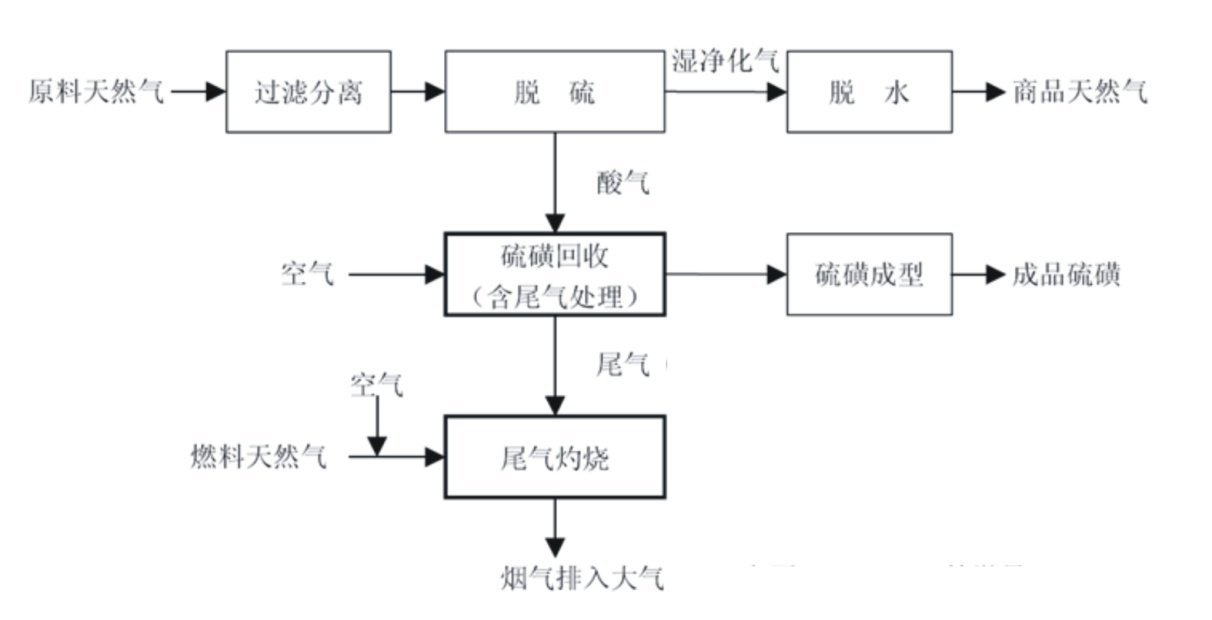 原料天然气
过滤分离
脱 硫
湿净化气
脱 水
商品天然气
酸气
空气
硫磺回收
（含尾气处理）
硫磺成型
成品硫磺
尾气（
空气
燃料天然气
尾气灼烧
烟气排入大气